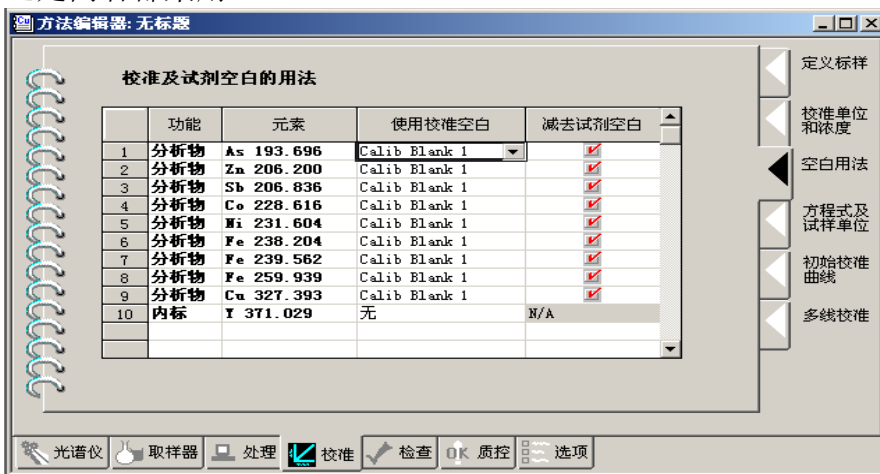 方法编辑器: 无标题
校准及试剂空白的用法
功能 元素 使用校准空白 减去试剂空白
1 分析物 As 193.696 Calib Blank 1
2 分析物 Zn 206.200 Calib Blank 1
3 分析物 Sb 206.836 Calib Blank 1
4 分析物 Co 228.616 Calib Blank 1
5 分析物 Ni 231.604 Calib Blank 1
6 分析物 Fe 238.204 Calib Blank 1
7 分析物 Fe 239.562 Calib Blank 1
8 分析物 Fe 259.939 Calib Blank 1
9 分析物 Cu 327.393 Calib Blank 1
10 内标 Y 371.029 无 N/A
定义标样
校准单位
和浓度
空白用法
方程式及
试样单位
初始校准
曲线
多线校准
光谱仪 取样器 处理 校准 检查 OK 质控 选项